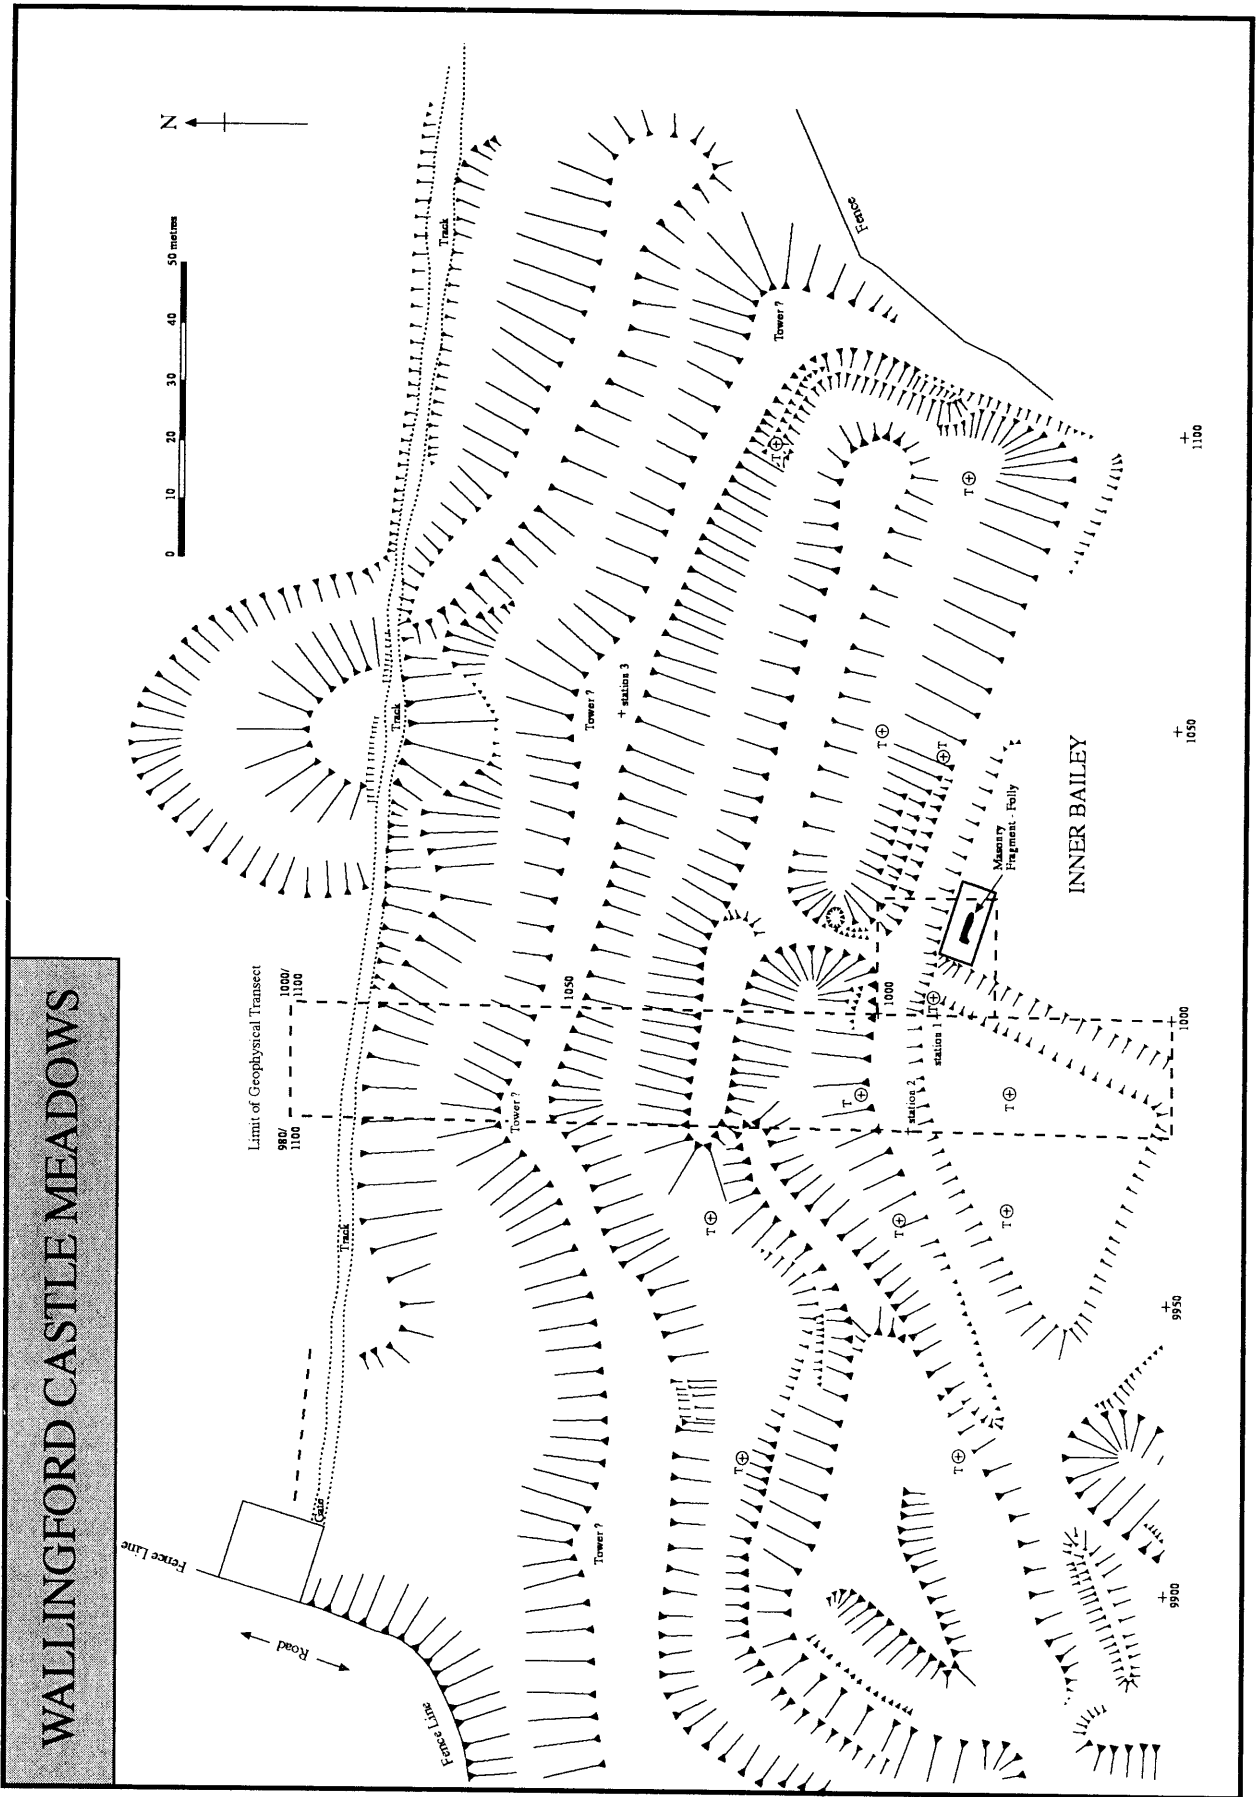 WALLINGFORD CASTLE MEADOWS
N
0 10 20 30 40 50 metres
Fence Line
Road
Fence Line
Gate
Track
Track
Track
Limit of Geophysical Transect
980/
1100
1000/
1100
1050
Tower ?
Tower ?
Tower ?
Tower ?
+ station 3
Fence
T
T
T
T
T
T
T
T
T
T
T
T
1000
station 1
station 2
Masonry
Fragment - Folly
INNER BAILEY
9900
9950
1000
1050
1100